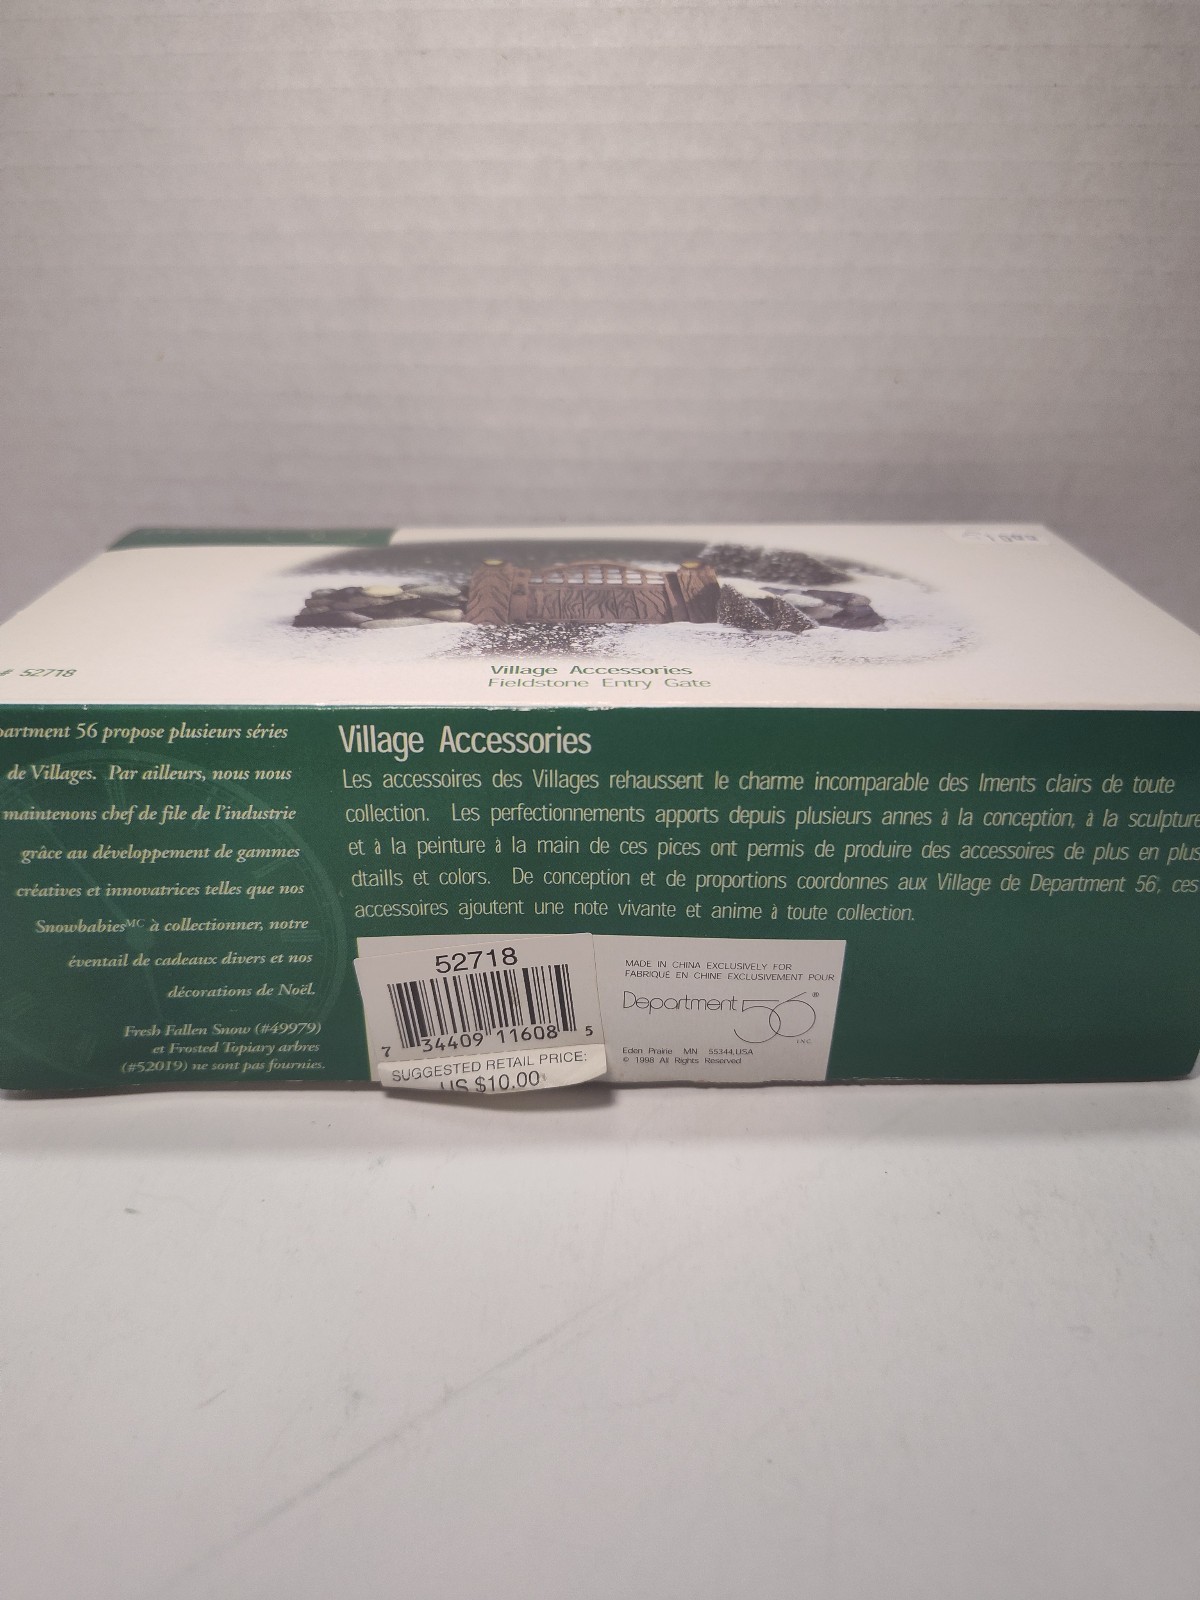 # 52718
Village Accessories
Fieldstone Entry Gate
partment 56 propose plusieurs séries
de Villages. Par ailleurs, nous nous
maintenons chef de file de l'industrie
grâce au développement de gammes
créatives et innovatrices telles que nos
Snowbabiesᴹᶜ à collectionner, notre
éventail de cadeaux divers et nos
décorations de Noël.
Fresh Fallen Snow (#49979)
et Frosted Topiary arbres
(#52019) ne sont pas fournies.
Village Accessories
Les accessoires des Villages rehaussent le charme incomparable des lments clairs de toute
collection. Les perfectionnements apports depuis plusieurs annes à la conception, à la sculpture
et à la peinture à la main de ces pices ont permis de produire des accessoires de plus en plus
dtaills et colors. De conception et de proportions coordonnes aux Village de Department 56, ces
accessoires ajoutent une note vivante et anime à toute collection.
52718
7 34409 11608 5
SUGGESTED RETAIL PRICE:
US $10.00
MADE IN CHINA EXCLUSIVELY FOR
FABRIQUÉ EN CHINE EXCLUSIVEMENT POUR
Department 56®
INC.
Eden Prairie MN 55344,USA
© 1998 All Rights Reserved